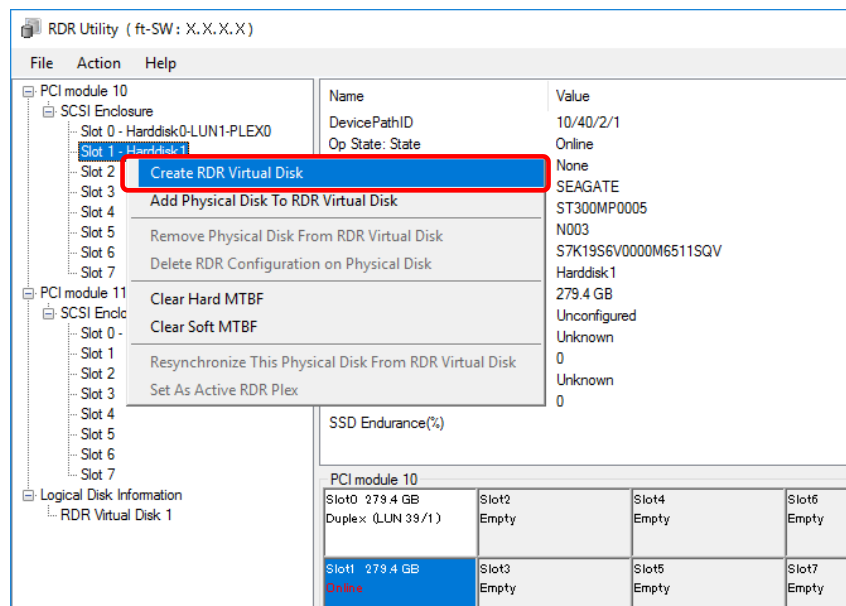 RDR Utility ( ft-SW : X.X.X.X )
File Action Help
PCI module 10
SCSI Enclosure
Slot 0 - Harddisk0-LUN1-PLEX0
Slot 1 - Harddisk1
Slot 2
Slot 3
Slot 4
Slot 5
Slot 6
Slot 7
PCI module 11
SCSI Enclo
Slot 0 -
Slot 1
Slot 2
Slot 3
Slot 4
Slot 5
Slot 6
Slot 7
Logical Disk Information
RDR Virtual Disk 1
Create RDR Virtual Disk
Add Physical Disk To RDR Virtual Disk
Remove Physical Disk From RDR Virtual Disk
Delete RDR Configuration on Physical Disk
Clear Hard MTBF
Clear Soft MTBF
Resynchronize This Physical Disk From RDR Virtual Disk
Set As Active RDR Plex
Name Value
DevicePathID 10/40/2/1
Op State: State Online
None
SEAGATE
ST300MP0005
N003
S7K19S6V0000M6511SQV
Harddisk1
279.4 GB
Unconfigured
Unknown
0
Unknown
0
SSD Endurance(%)
PCI module 10
Slot0 279.4 GB
Duplex (LUN 39/1)
Slot2
Empty
Slot4
Empty
Slot6
Empty
Slot1 279.4 GB
Online
Slot3
Empty
Slot5
Empty
Slot7
Empty